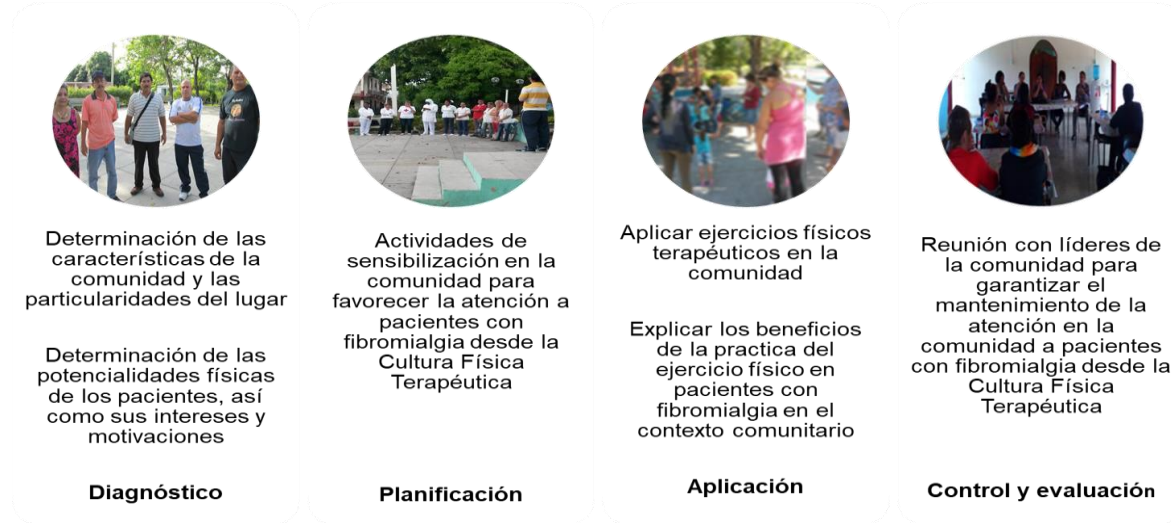 Determinación de las
características de la
comunidad y las
particularidades del lugar
Determinación de las
potencialidades físicas
de los pacientes, así
como sus intereses y
motivaciones
Diagnóstico
Actividades de
sensibilización en la
comunidad para
favorecer la atención a
pacientes con
fibromialgia desde la
Cultura Física
Terapéutica
Planificación
Aplicar ejercicios físicos
terapéuticos en la
comunidad
Explicar los beneficios
de la practica del
ejercicio físico en
pacientes con
fibromialgia en el
contexto comunitario
Aplicación
Reunión con líderes de
la comunidad para
garantizar el
mantenimiento de la
atención en la
comunidad a pacientes
con fibromialgia desde la
Cultura Física
Terapéutica
Control y evaluación